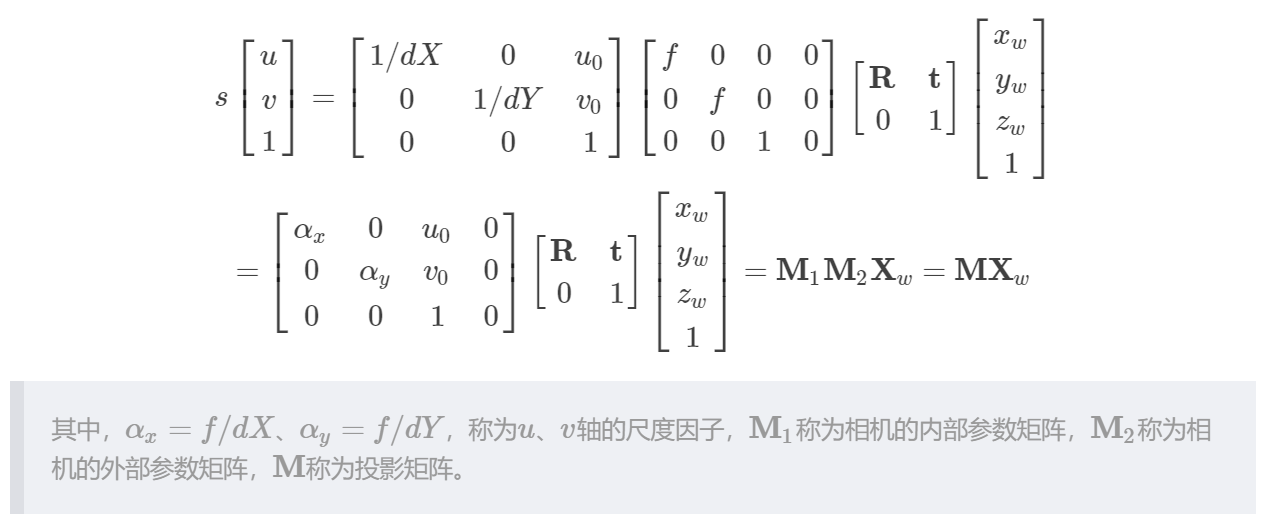 $$s\begin{bmatrix} u \\ v \\ 1 \end{bmatrix} = \begin{bmatrix} 1/dX & 0 & u_0 \\ 0 & 1/dY & v_0 \\ 0 & 0 & 1 \end{bmatrix} \begin{bmatrix} f & 0 & 0 & 0 \\ 0 & f & 0 & 0 \\ 0 & 0 & 1 & 0 \end{bmatrix} \begin{bmatrix} \mathbf{R} & \mathbf{t} \\ 0 & 1 \end{bmatrix} \begin{bmatrix} x_w \\ y_w \\ z_w \\ 1 \end{bmatrix}$$
$$= \begin{bmatrix} \alpha_x & 0 & u_0 & 0 \\ 0 & \alpha_y & v_0 & 0 \\ 0 & 0 & 1 & 0 \end{bmatrix} \begin{bmatrix} \mathbf{R} & \mathbf{t} \\ 0 & 1 \end{bmatrix} \begin{bmatrix} x_w \\ y_w \\ z_w \\ 1 \end{bmatrix} = \mathbf{M}_1 \mathbf{M}_2 \mathbf{X}_w = \mathbf{M}\mathbf{X}_w$$
其中，$\alpha_x = f/dX$、$\alpha_y = f/dY$，称为$u$、$v$轴的尺度因子，$\mathbf{M}_1$称为相机的内部参数矩阵，$\mathbf{M}_2$称为相
机的外部参数矩阵，$\mathbf{M}$称为投影矩阵。